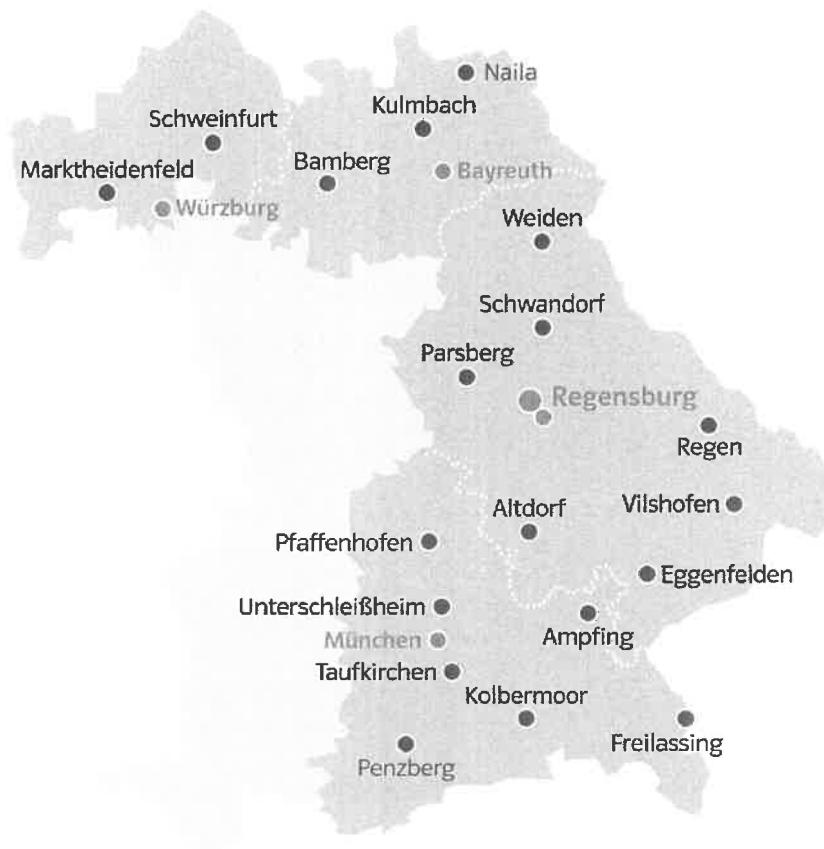 Naila
Kulmbach
Schweinfurt
Bamberg
Marktheidenfeld
Bayreuth
Würzburg
Weiden
Schwandorf
Parsberg
Regensburg
Regen
Vilshofen
Altdorf
Pfaffenhofen
Eggenfelden
Unterschleißheim
Ampfing
München
Taufkirchen
Kolbermoor
Freilassing
Penzberg